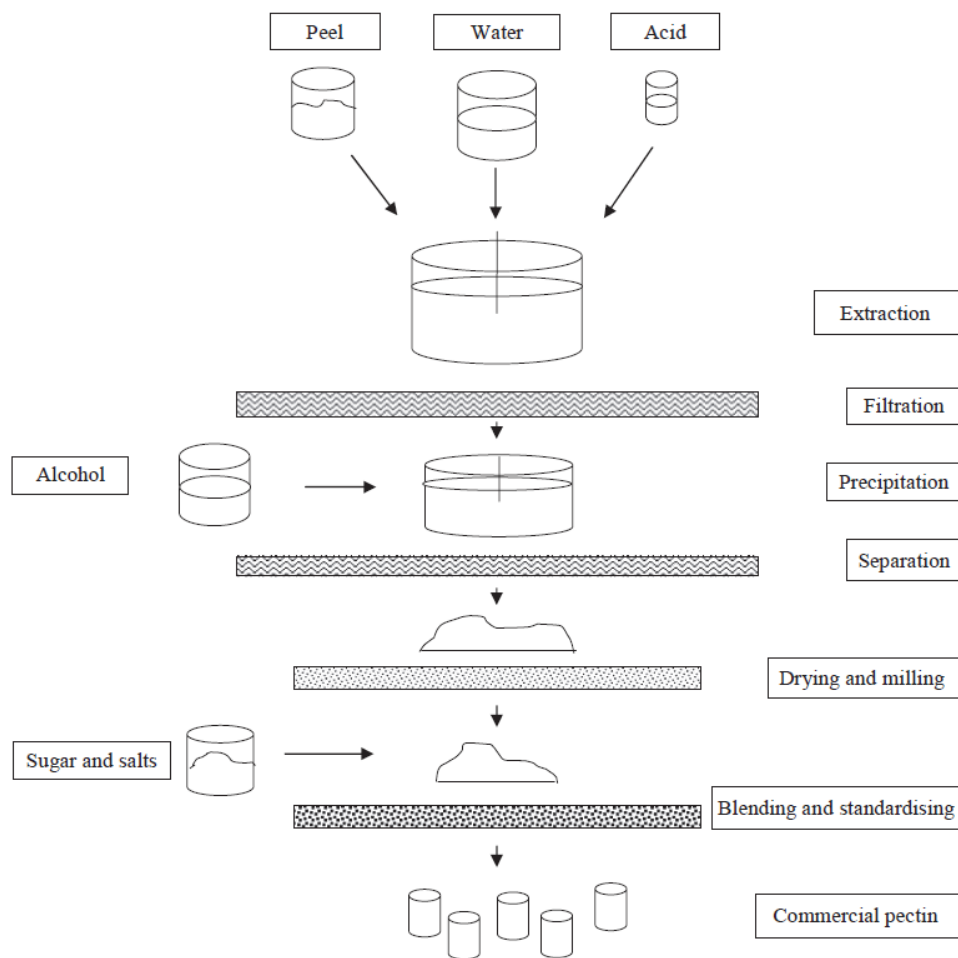 Peel
Water
Acid
Extraction
Filtration
Alcohol
Precipitation
Separation
Drying and milling
Sugar and salts
Blending and standardising
Commercial pectin